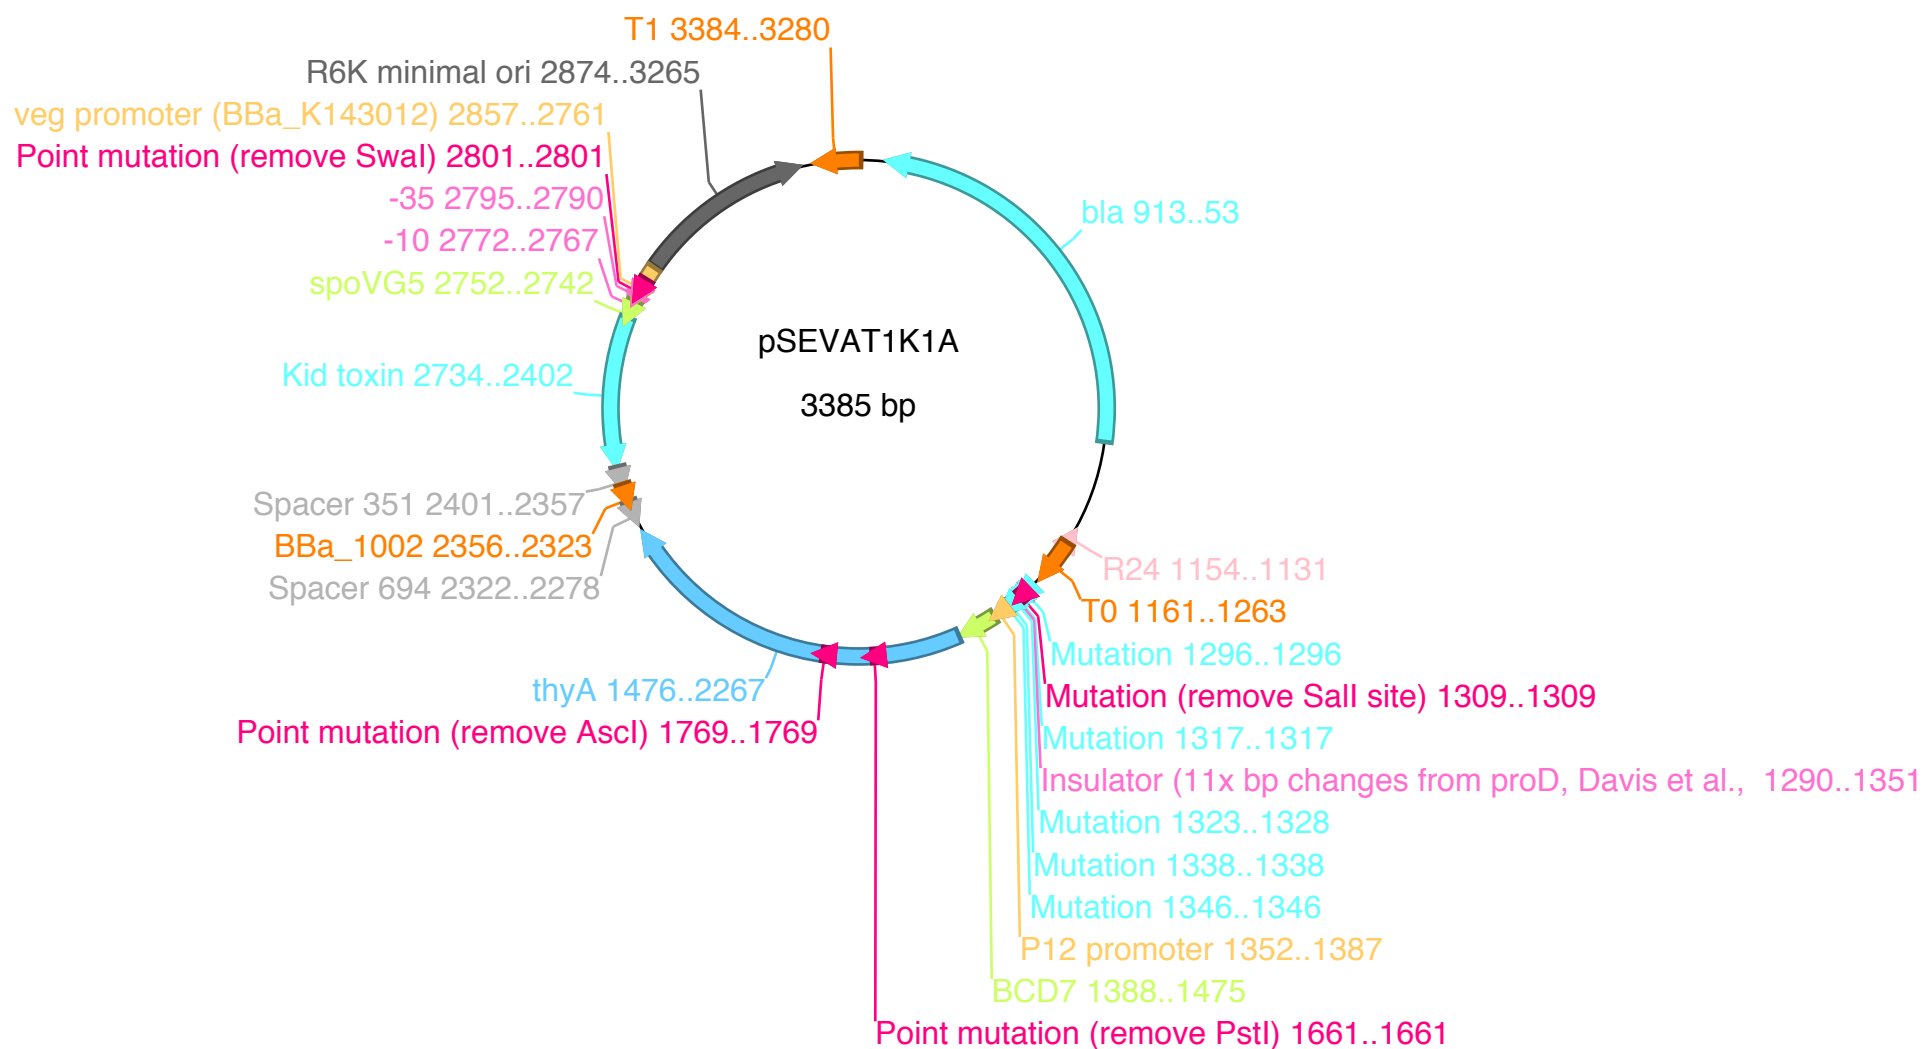 T1 3384..3280
R6K minimal ori 2874..3265
veg promoter (BBa_K143012) 2857..2761
Point mutation (remove SwaI) 2801..2801
-35 2795..2790
-10 2772..2767
spoVG5 2752..2742
Kid toxin 2734..2402
Spacer 351 2401..2357
BBa_1002 2356..2323
Spacer 694 2322..2278
thyA 1476..2267
Point mutation (remove AscI) 1769..1769
pSEVAT1K1A
3385 bp
bla 913..53
R24 1154..1131
T0 1161..1263
Mutation 1296..1296
Mutation (remove SalI site) 1309..1309
Mutation 1317..1317
Insulator (11x bp changes from proD, Davis et al.,  1290..1351
Mutation 1323..1328
Mutation 1338..1338
Mutation 1346..1346
P12 promoter 1352..1387
BCD7 1388..1475
Point mutation (remove PstI) 1661..1661